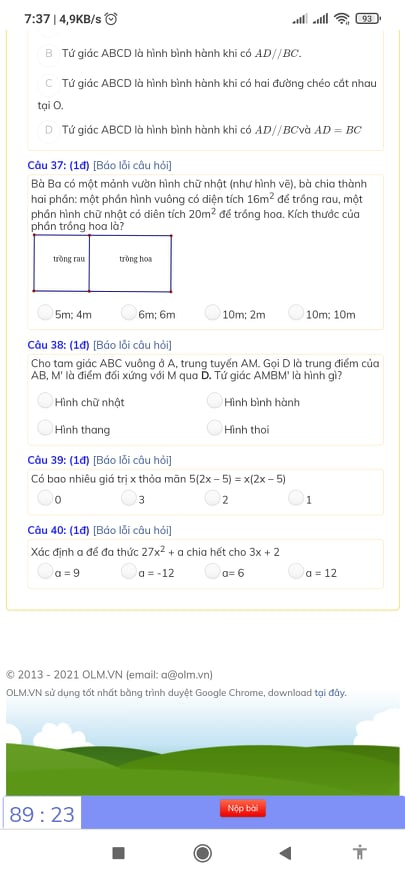 7:37 | 4,9KB/s
93
B Tứ giác ABCD là hình bình hành khi có AD//BC.
C Tứ giác ABCD là hình bình hành khi có hai đường chéo cắt nhau
tại O.
D Tứ giác ABCD là hình bình hành khi có AD//BCvà AD = BC
Câu 37: (1đ) [Báo lỗi câu hỏi]
Bà Ba có một mảnh vườn hình chữ nhật (như hình vẽ), bà chia thành
hai phần: một phần hình vuông có diện tích 16m² để trồng rau, một
phần hình chữ nhật có diên tích 20m² để trồng hoa. Kích thước của
phần trồng hoa là?
trồng rau trồng hoa
5m; 4m 6m; 6m 10m; 2m 10m; 10m
Câu 38: (1đ) [Báo lỗi câu hỏi]
Cho tam giác ABC vuông ở A, trung tuyến AM. Gọi D là trung điểm của
AB, M' là điểm đối xứng với M qua D. Tứ giác AMBM' là hình gì?
Hình chữ nhật Hình bình hành
Hình thang Hình thoi
Câu 39: (1đ) [Báo lỗi câu hỏi]
Có bao nhiêu giá trị x thỏa mãn 5(2x – 5) = x(2x – 5)
0 3 2 1
Câu 40: (1đ) [Báo lỗi câu hỏi]
Xác định a để đa thức 27x² + a chia hết cho 3x + 2
a = 9 a = -12 a= 6 a = 12
© 2013 - 2021 OLM.VN (email: a@olm.vn)
OLM.VN sử dụng tốt nhất bằng trình duyệt Google Chrome, download tại đây.
89 : 23
Nộp bài